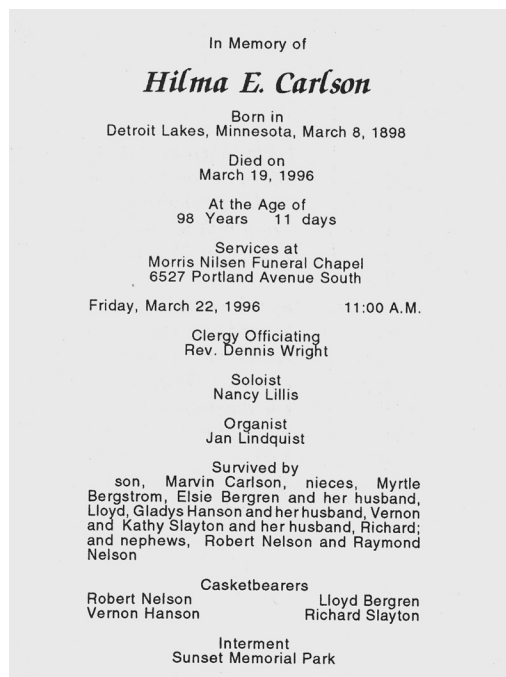 In Memory of
Hilma E. Carlson
Born in
Detroit Lakes, Minnesota, March 8, 1898
Died on
March 19, 1996
At the Age of
98 Years 11 days
Services at
Morris Nilsen Funeral Chapel
6527 Portland Avenue South
Friday, March 22, 1996 11:00 A.M.
Clergy Officiating
Rev. Dennis Wright
Soloist
Nancy Lillis
Organist
Jan Lindquist
Survived by
son, Marvin Carlson, nieces, Myrtle
Bergstrom, Elsie Bergren and her husband,
Lloyd, Gladys Hanson and her husband, Vernon
and Kathy Slayton and her husband, Richard;
and nephews, Robert Nelson and Raymond
Nelson
Casketbearers
Robert Nelson Lloyd Bergren
Vernon Hanson Richard Slayton
Interment
Sunset Memorial Park